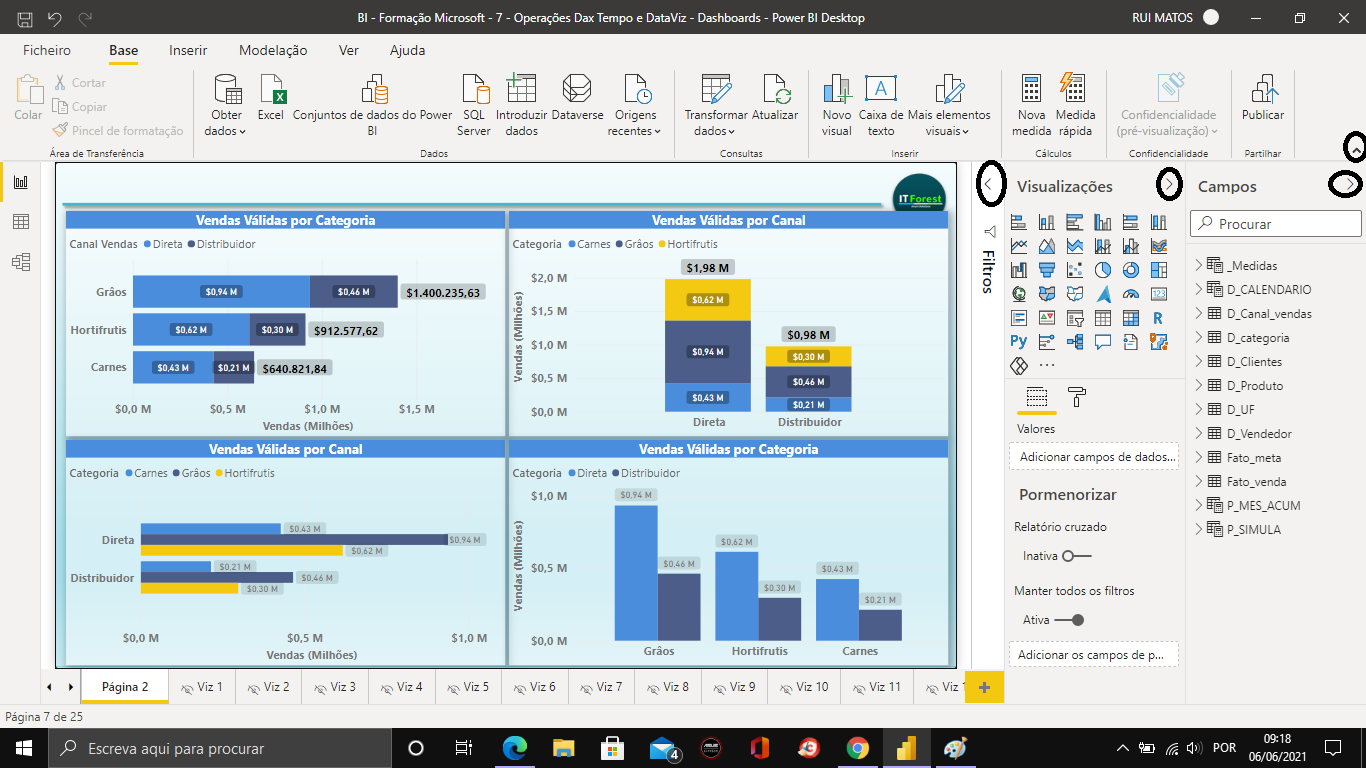 BI - Formação Microsoft - 7 - Operações Dax Tempo e DataViz - Dashboards - Power BI Desktop
RUI MATOS
Ficheiro Base Inserir Modelação Ver Ajuda
Colar
Cortar
Copiar
Pincel de formatação
Área de Transferência
Obter dados
Excel
Conjuntos de dados do Power BI
SQL Server
Introduzir dados
Dataverse
Origens recentes
Dados
Transformar dados
Atualizar
Consultas
Novo visual
Caixa de texto
Mais elementos visuais
Inserir
Nova medida
Medida rápida
Cálculos
Confidencialidade (pré-visualização)
Confidencialidade
Publicar
Partilhar
ITForest
Vendas Válidas por Categoria
Canal Vendas Direta Distribuidor
Grâos $0,94 M $0,46 M $1.400.235,63
Hortifrutis $0,62 M $0,30 M $912.577,62
Carnes $0,43 M $0,21 M $640.821,84
$0,0 M $0,5 M $1,0 M $1,5 M
Vendas (Milhões)
Vendas Válidas por Canal
Categoria Carnes Grâos Hortifrutis
Vendas (Milhões)
$2,0 M
$1,5 M
$1,0 M
$0,5 M
$0,0 M
$1,98 M
$0,62 M
$0,94 M
$0,43 M
$0,98 M
$0,30 M
$0,46 M
$0,21 M
Direta Distribuidor
Vendas Válidas por Canal
Categoria Carnes Grâos Hortifrutis
Direta
$0,43 M
$0,94 M
$0,62 M
Distribuidor
$0,21 M
$0,46 M
$0,30 M
$0,0 M $0,5 M $1,0 M
Vendas (Milhões)
Vendas Válidas por Categoria
Categoria Direta Distribuidor
Vendas (Milhões)
$1,0 M
$0,5 M
$0,0 M
$0,94 M
$0,46 M
$0,62 M
$0,30 M
$0,43 M
$0,21 M
Grâos Hortifrutis Carnes
Filtros
Visualizações
123
R
Py
Valores
Adicionar campos de dados...
Pormenorizar
Relatório cruzado
Inativa
Manter todos os filtros
Ativa
Adicionar os campos de p...
Campos
Procurar
_Medidas
D_CALENDARIO
D_Canal_vendas
D_categoria
D_Clientes
D_Produto
D_UF
D_Vendedor
Fato_meta
Fato_venda
P_MES_ACUM
P_SIMULA
Página 2 Viz 1 Viz 2 Viz 3 Viz 4 Viz 5 Viz 6 Viz 7 Viz 8 Viz 9 Viz 10 Viz 11 Viz
Página 7 de 25
Escreva aqui para procurar
4
POR
09:18
06/06/2021